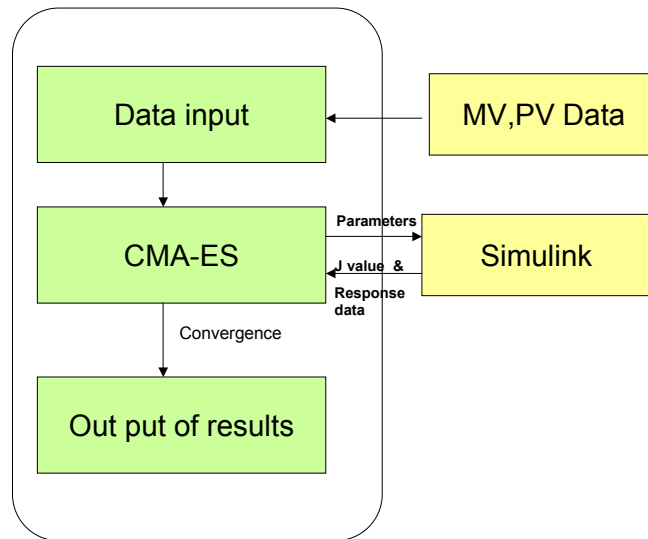 Data input
MV,PV Data
Parameters
CMA-ES
Simulink
J value &
Response
data
Convergence
Out put of results